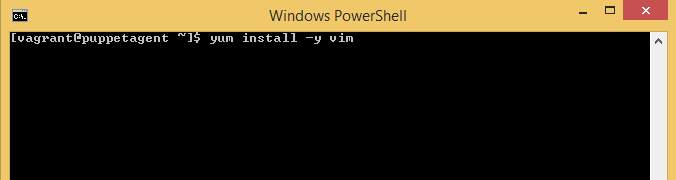 Windows PowerShell
[vagrant@puppetagent ~]$ yum install -y vim